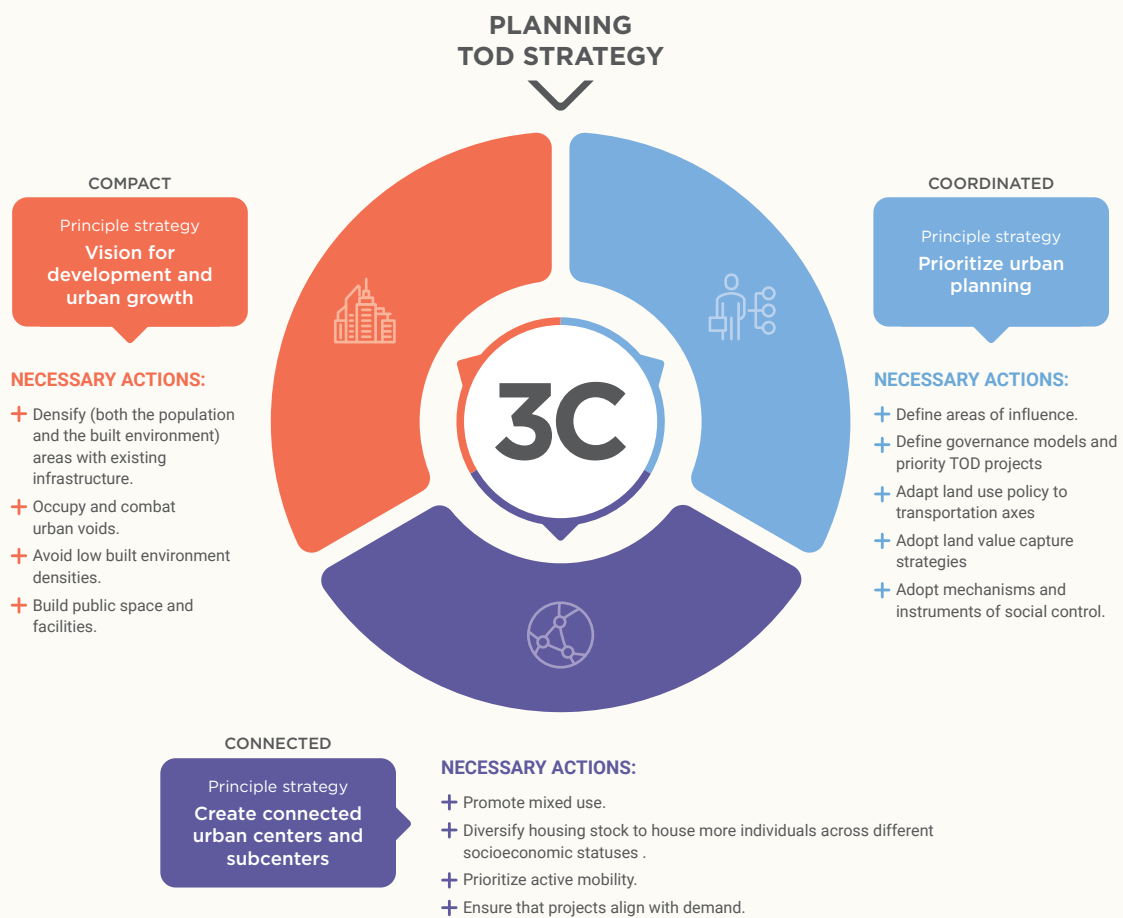 PLANNING
TOD STRATEGY
COMPACT
Principle strategy
Vision for
development and
urban growth
NECESSARY ACTIONS:
+ Densify (both the population
and the built environment)
areas with existing
infrastructure.
+ Occupy and combat
urban voids.
+ Avoid low built environment
densities.
+ Build public space and
facilities.
3C
COORDINATED
Principle strategy
Prioritize urban
planning
NECESSARY ACTIONS:
+ Define areas of influence.
+ Define governance models and
priority TOD projects
+ Adapt land use policy to
transportation axes
+ Adopt land value capture
strategies
+ Adopt mechanisms and
instruments of social control.
CONNECTED
Principle strategy
Create connected
urban centers and
subcenters
NECESSARY ACTIONS:
+ Promote mixed use.
+ Diversify housing stock to house more individuals across different
socioeconomic statuses .
+ Prioritize active mobility.
+ Ensure that projects align with demand.